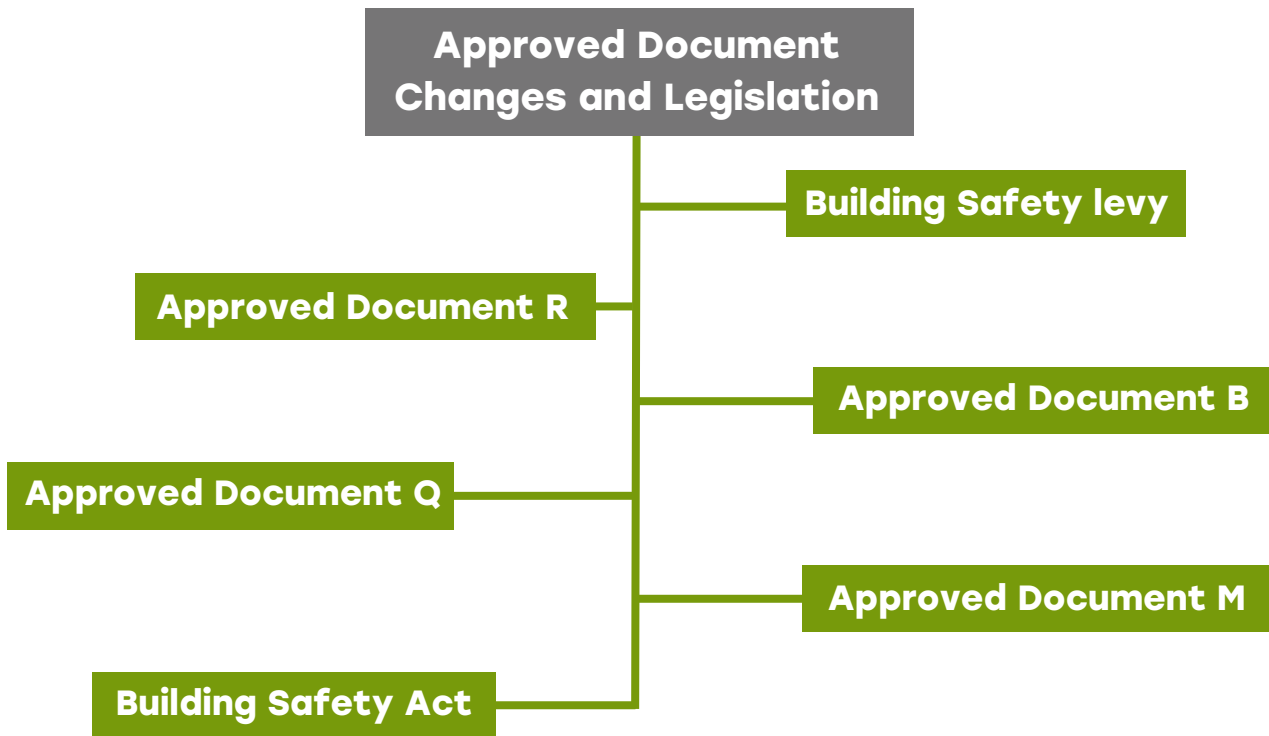 Approved Document
Changes and Legislation
Building Safety levy
Approved Document R
Approved Document B
Approved Document Q
Approved Document M
Building Safety Act